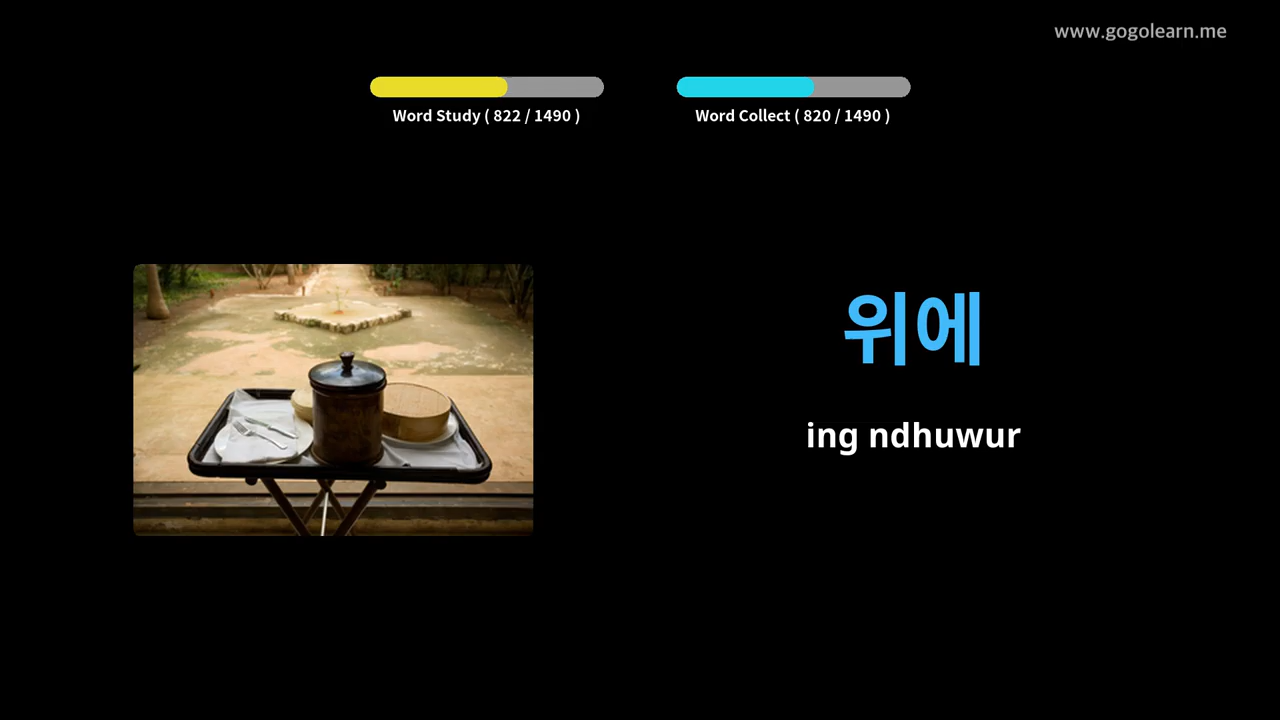 www.gogolearn.me
Word Study ( 822 / 1490 )
Word Collect ( 820 / 1490 )
위에
ing ndhuwur